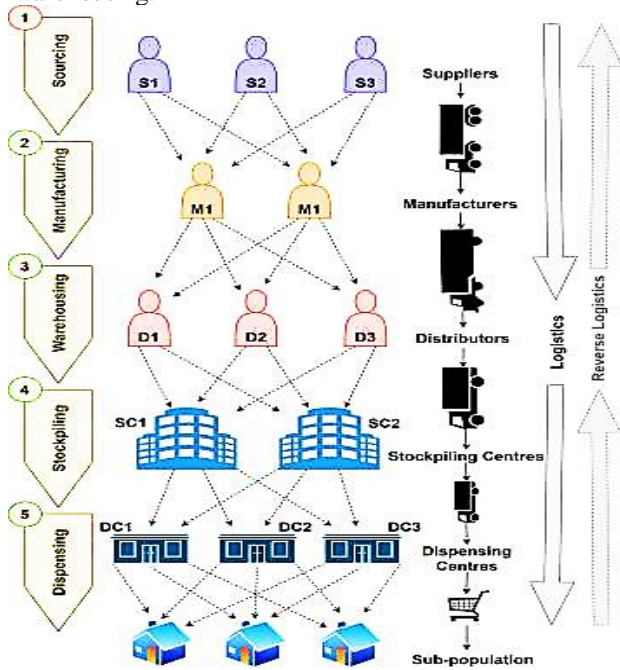 1
Sourcing
S1
S2
S3
Suppliers
2
Manufacturing
M1
M1
Manufacturers
3
Warehousing
D1
D2
D3
Distributors
Logistics
Reverse Logistics
4
Stockpiling
SC1
SC2
Stockpiling Centres
5
Dispensing
DC1
DC2
DC3
Dispensing
Centres
Sub-population